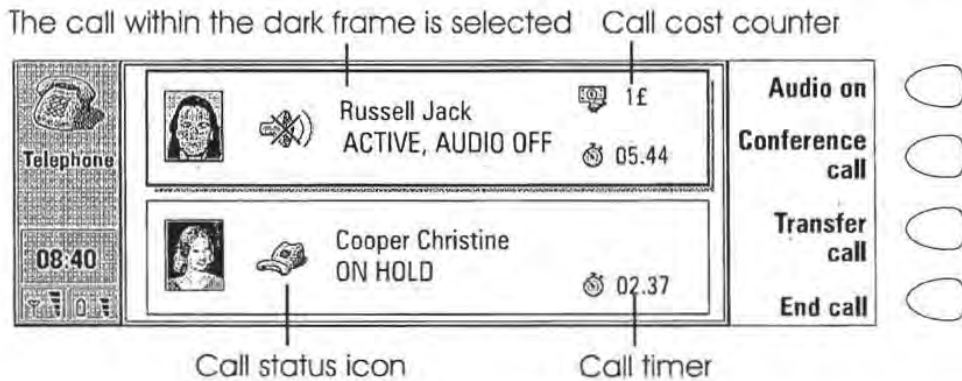 The call within the dark frame is selected
Call cost counter
Telephone
08:40
Russell Jack
ACTIVE, AUDIO OFF
1£
05.44
Cooper Christine
ON HOLD
02.37
Audio on
Conference
call
Transfer
call
End call
Call status icon
Call timer